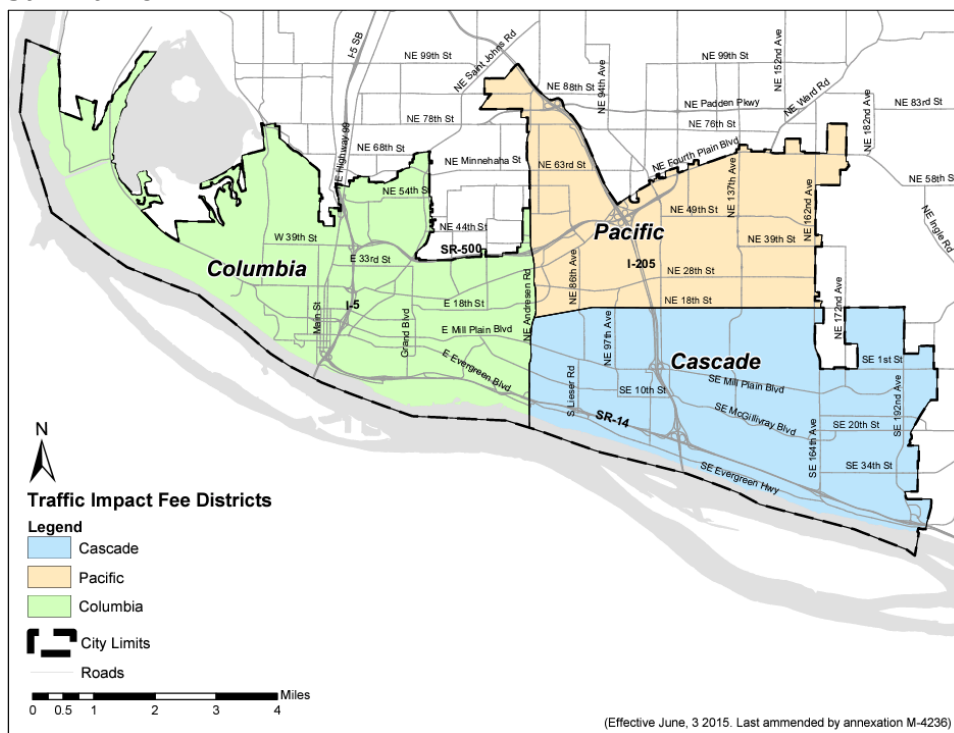 I-5 SB
NE Saint Johns Rd
NE 99th St
NE 94th Ave
NE 99th St
NE 152nd Ave
NE Ward Rd
NE 88th St
NE Padden Pkwy
NE 182nd Ave
NE 83rd St
NE 78th St
NE 76th St
NE Highway 99
NE 68th St
NE Minnehaha St
NE 63rd St
NE Fourth Plain Blvd
NE 137th Ave
NE 162nd Ave
NE 58th St
NE 54th St
NE 49th St
NE Ingle Rd
NE 44th St
W 39th St
SR-500
Pacific
NE 39th St
E 33rd St
Columbia
I-205
NE 86th Ave
NE 28th St
NE Andresen Rd
I-5
E 18th St
NE 18th St
NE 172nd Ave
Main St
Grand Blvd
E Mill Plain Blvd
NE 97th Ave
Cascade
SE 1st St
E Evergreen Blvd
S Lieser Rd
SE 10th St
SE Mill Plain Blvd
SE 192nd Ave
SR-14
SE McGillivray Blvd
SE 20th St
SE 164th Ave
SE 34th St
SE Evergreen Hwy
N
Traffic Impact Fee Districts
Legend
Cascade
Pacific
Columbia
City Limits
Roads
Miles
0 0.5 1 2 3 4
(Effective June, 3 2015. Last ammended by annexation M-4236)